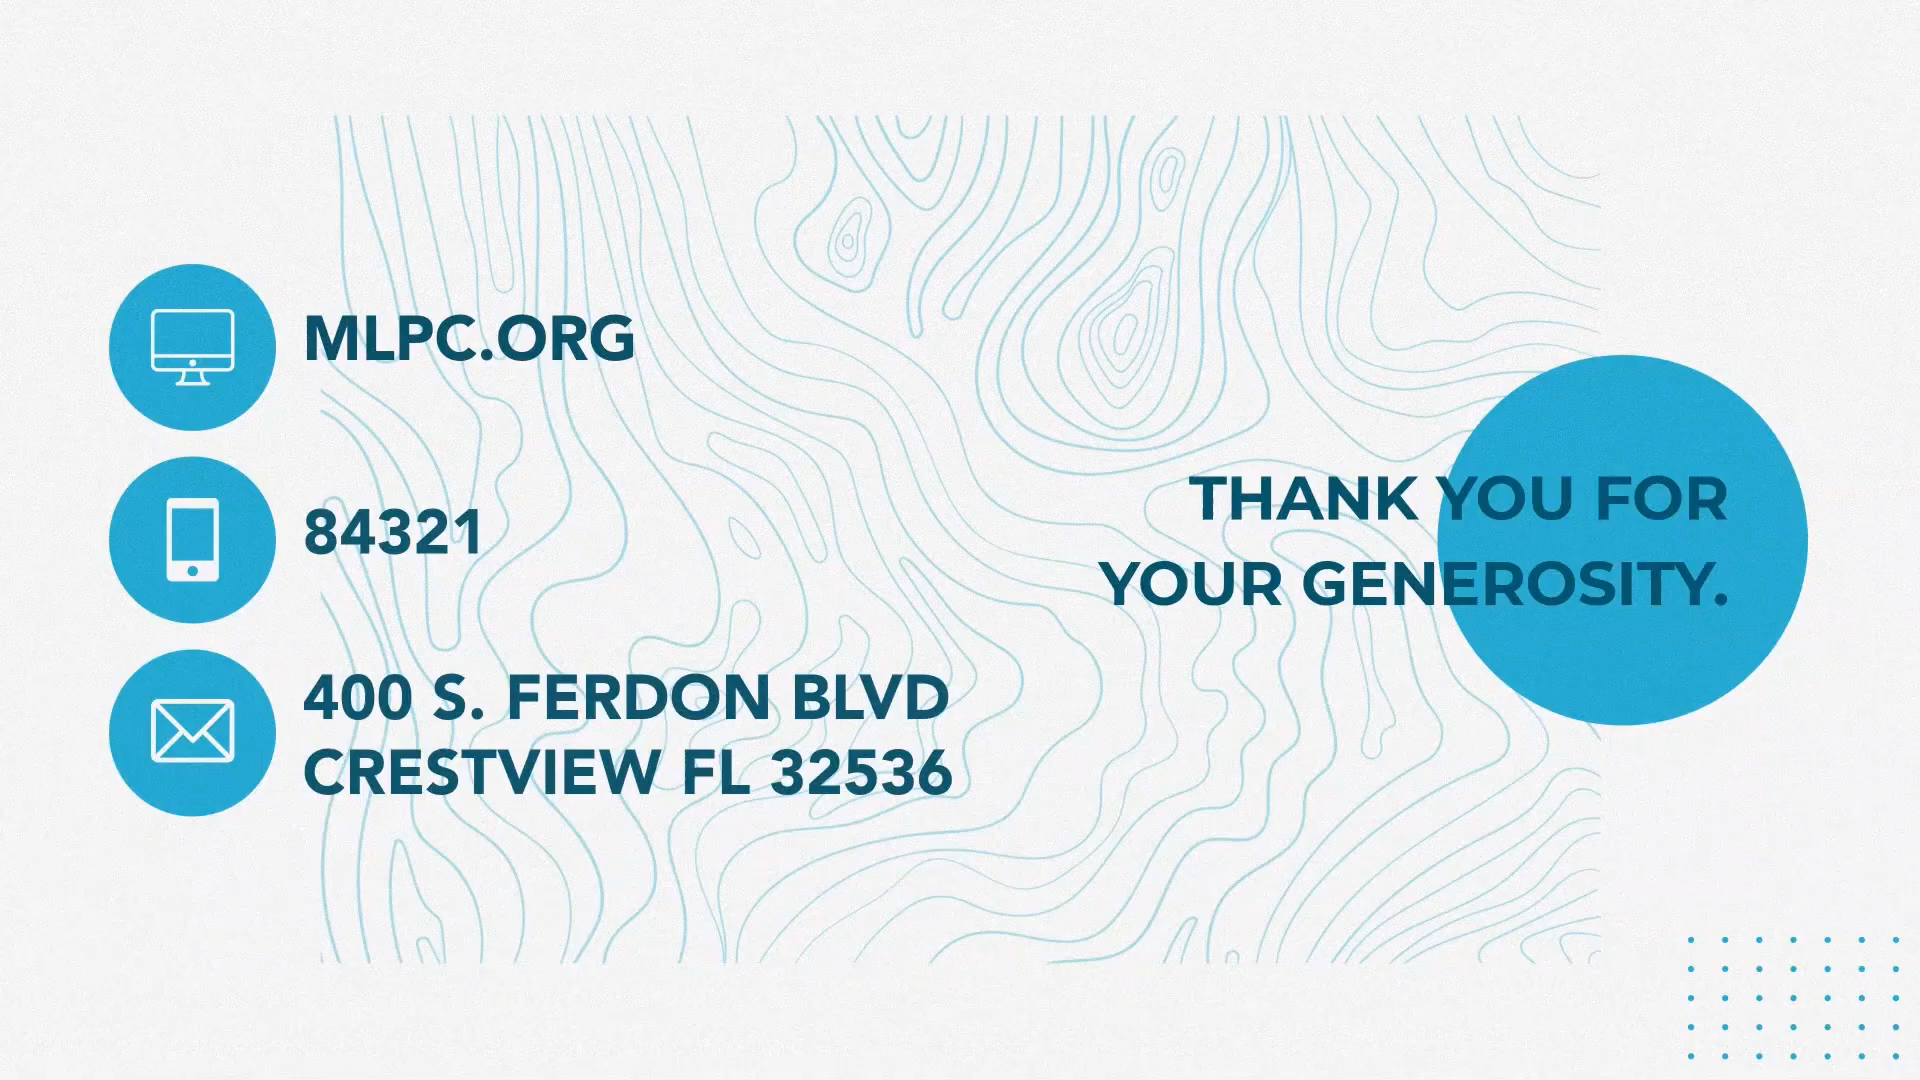 MLPC.ORG
84321
400 S. FERDON BLVD
CRESTVIEW FL 32536
THANK YOU FOR
YOUR GENEROSITY.